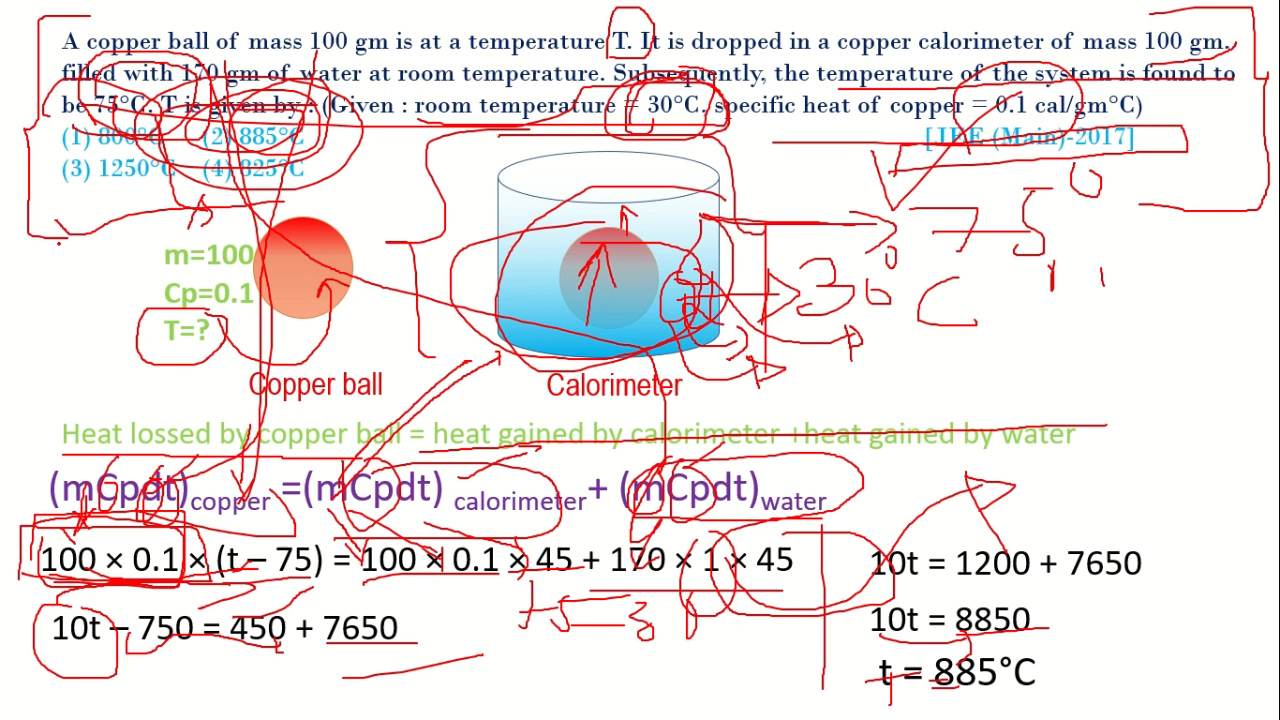 A copper ball of mass 100 gm is at a temperature T. It is dropped in a copper calorimeter of mass 100 gm,
filled with 170 gm of water at room temperature. Subsequently, the temperature of the system is found to
be 75°C. T is given by : (Given : room temperature = 30°C, specific heat of copper = 0.1 cal/gm°C)
(1) 800°C (2) 885°C [JEE (Main)-2017]
(3) 1250°C (4) 825°C
m=100
Cp=0.1
T=?
75°
30 C
Copper ball
Calorimeter
Heat lossed by copper ball = heat gained by calorimeter +heat gained by water
(mCpdt)copper =(mCpdt) calorimeter+ (mCpdt)water
100 × 0.1 × (t – 75) = 100 × 0.1 × 45 + 170 × 1 × 45
75-30
10t – 750 = 450 + 7650
10t = 1200 + 7650
10t = 8850
t = 885°C